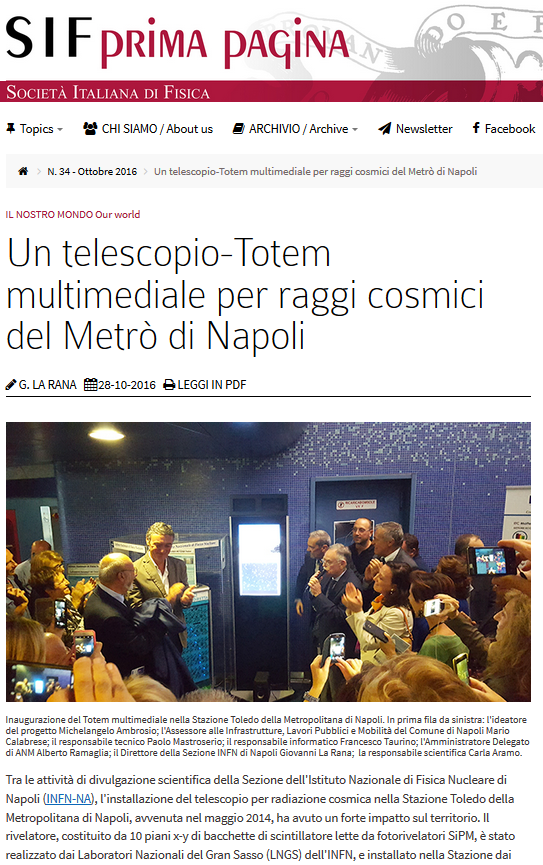 SIF PRIMA PAGINA
SOCIETÀ ITALIANA DI FISICA
Topics CHI SIAMO / About us ARCHIVIO / Archive Newsletter Facebook
N. 34 - Ottobre 2016 Un telescopio-Totem multimediale per raggi cosmici del Metrò di Napoli
IL NOSTRO MONDO Our world
Un telescopio-Totem
multimediale per raggi cosmici
del Metrò di Napoli
G. LA RANA 28-10-2016 LEGGI IN PDF
Inaugurazione del Totem multimediale nella Stazione Toledo della Metropolitana di Napoli. In prima fila da sinistra: l'ideatore
del progetto Michelangelo Ambrosio; l'Assessore alle Infrastrutture, Lavori Pubblici e Mobilità del Comune di Napoli Mario
Calabrese; il responsabile tecnico Paolo Mastroserio; il responsabile informatico Francesco Taurino; l'Amministratore Delegato
di ANM Alberto Ramaglia; il Direttore della Sezione INFN di Napoli Giovanni La Rana; la responsabile scientifica Carla Aramo.
Tra le attività di divulgazione scientifica della Sezione dell'Istituto Nazionale di Fisica Nucleare di
Napoli (INFN-NA), l'installazione del telescopio per radiazione cosmica nella Stazione Toledo della
Metropolitana di Napoli, avvenuta nel maggio 2014, ha avuto un forte impatto sul territorio. Il
rivelatore, costituito da 10 piani x-y di bacchette di scintillatore lette da fotorivelatori SiPM, è stato
realizzato dai Laboratori Nazionali del Gran Sasso (LNGS) dell'INFN, e installato nella Stazione dai